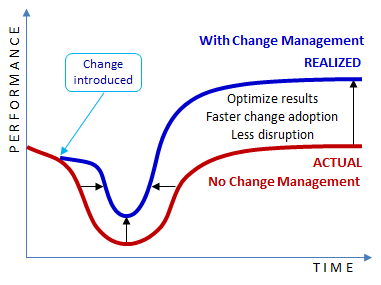 With Change Management
REALIZED
Change
introduced
Optimize results
Faster change adoption
Less disruption
ACTUAL
No Change Management
PERFORMANCE
TIME